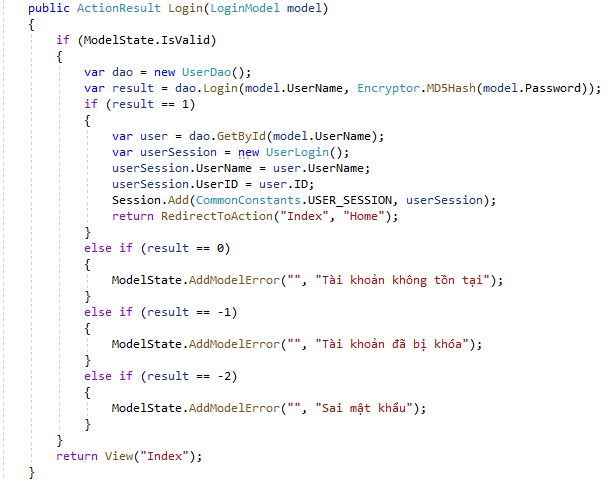 public ActionResult Login(LoginModel model)
{
if (ModelState.IsValid)
{
var dao = new UserDao();
var result = dao.Login(model.UserName, Encryptor.MD5Hash(model.Password));
if (result == 1)
{
var user = dao.GetById(model.UserName);
var userSession = new UserLogin();
userSession.UserName = user.UserName;
userSession.UserID = user.ID;
Session.Add(CommonConstants.USER_SESSION, userSession);
return RedirectToAction("Index", "Home");
}
else if (result == 0)
{
ModelState.AddModelError("", "Tài khoản không tồn tại");
}
else if (result == -1)
{
ModelState.AddModelError("", "Tài khoản đã bị khóa");
}
else if (result == -2)
{
ModelState.AddModelError("", "Sai mật khẩu");
}
}
return View("Index");
}